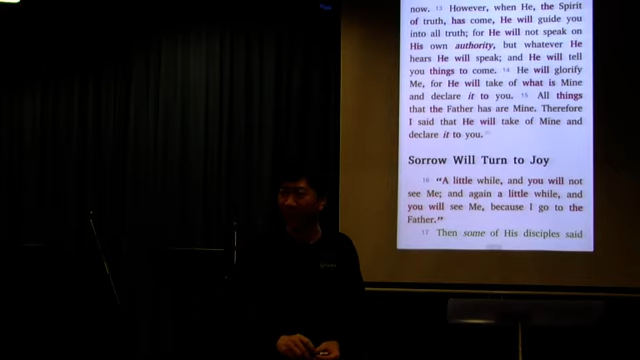 now. 13 However, when He, the Spirit
of truth, has come, He will guide you
into all truth; for He will not speak on
His own authority, but whatever He
hears He will speak; and He will tell
you things to come. 14 He will glorify
Me, for He will take of what is Mine
and declare it to you. 15 All things
that the Father has are Mine. Therefore
I said that He will take of Mine and
declare it to you.
Sorrow Will Turn to Joy
16 “A little while, and you will not
see Me; and again a little while, and
you will see Me, because I go to the
Father.”
17 Then some of His disciples said